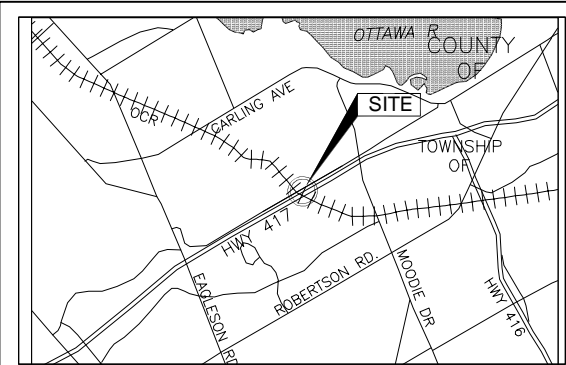 OTTAWA R
COUNTY
OF
SITE
CARLING AVE
OCR
TOWNSHIP
OF
HWY 417
EAGLESON RD
ROBERTSON RD.
MOODIE DR
HWY 416